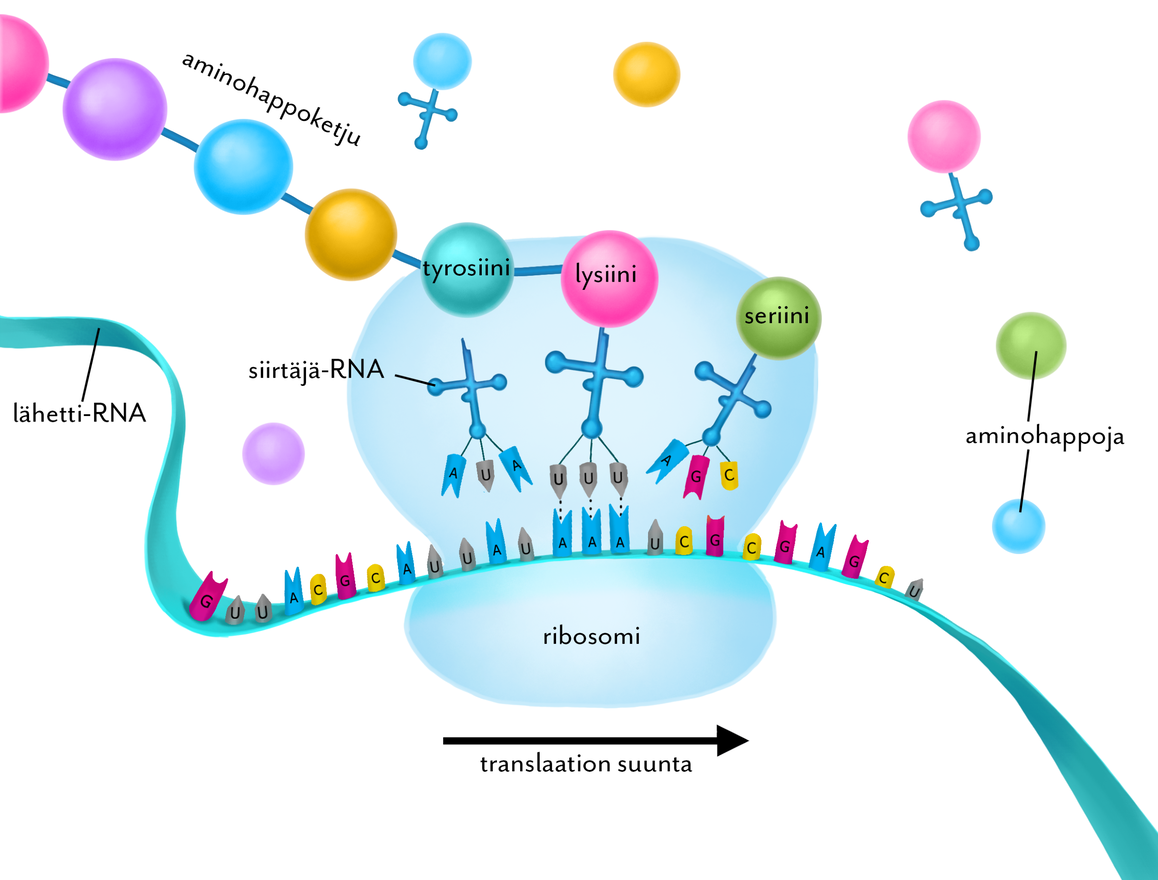 aminohappoketju
tyrosiini
lysiini
seriini
siirtäjä-RNA
lähetti-RNA
aminohappoja
A U A
U U U
A G C
G U U A C G C A U U A U A A A U C G C G A G C U
ribosomi
translaation suunta